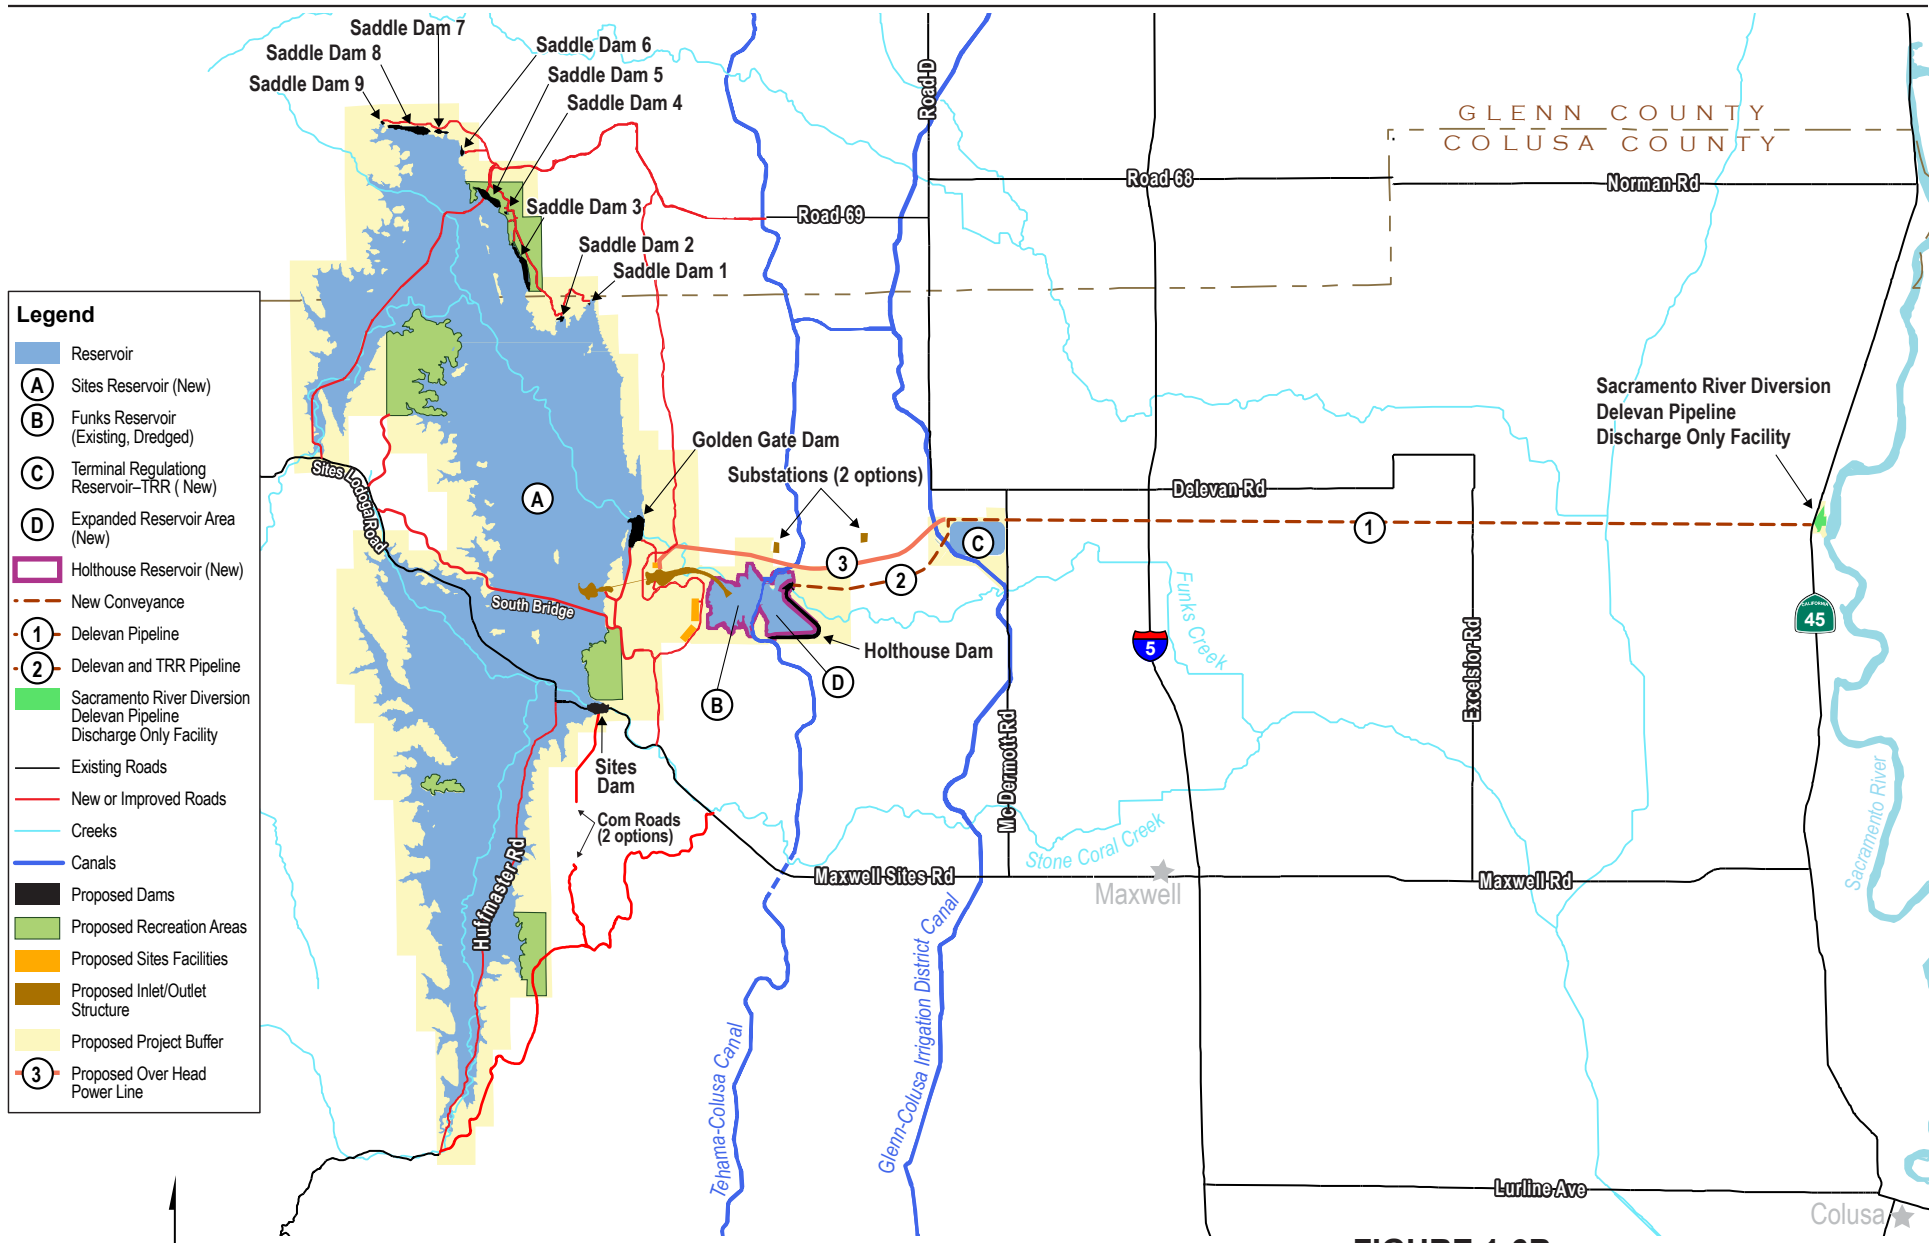 Saddle Dam 7
Saddle Dam 8
Saddle Dam 9
Saddle Dam 6
Saddle Dam 5
Saddle Dam 4
Saddle Dam 3
Saddle Dam 2
Saddle Dam 1
Road D
GLENN COUNTY
COLUSA COUNTY
Road 68
Norman Rd
Road 69
Legend
Reservoir
A Sites Reservoir (New)
B Funks Reservoir
(Existing, Dredged)
C Terminal Regulationg
Reservoir–TRR ( New)
D Expanded Reservoir Area
(New)
Holthouse Reservoir (New)
New Conveyance
1 Delevan Pipeline
2 Delevan and TRR Pipeline
Sacramento River Diversion
Delevan Pipeline
Discharge Only Facility
Existing Roads
New or Improved Roads
Creeks
Canals
Proposed Dams
Proposed Recreation Areas
Proposed Sites Facilities
Proposed Inlet/Outlet
Structure
Proposed Project Buffer
3 Proposed Over Head
Power Line
Sacramento River Diversion
Delevan Pipeline
Discharge Only Facility
Golden Gate Dam
Substations (2 options)
Delevan Rd
Sites Lodoga Road
A
C
1
3
2
South Bridge
Funks Creek
CALIFORNIA
45
5
Holthouse Dam
D
B
Excelsior Rd
Mc Dermott Rd
Sites
Dam
Com Roads
(2 options)
Huffmaster Rd
Stone Coral Creek
Maxwell Sites Rd
Maxwell
Maxwell Rd
Sacramento River
Tehama-Colusa Canal
Glenn-Colusa Irrigation District Canal
Lurline Ave
Colusa